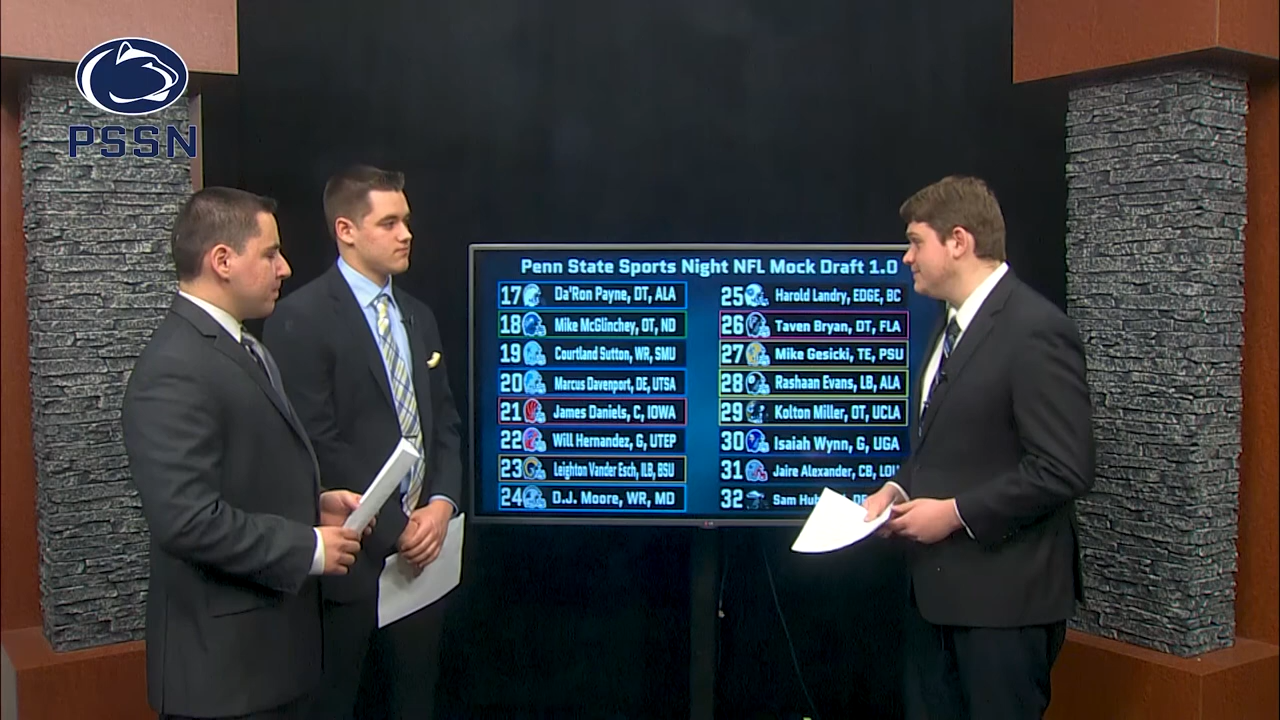 PSSN
Penn State Sports Night NFL Mock Draft 1.0
17 Da'Ron Payne, DT, ALA
18 Mike McGlinchey, OT, ND
19 Courtland Sutton, WR, SMU
20 Marcus Davenport, DE, UTSA
21 James Daniels, C, IOWA
22 Will Hernandez, G, UTEP
23 Leighton Vander Esch, ILB, BSU
24 D.J. Moore, WR, MD
25 Harold Landry, EDGE, BC
26 Taven Bryan, DT, FLA
27 Mike Gesicki, TE, PSU
28 Rashaan Evans, LB, ALA
29 Kolton Miller, OT, UCLA
30 Isaiah Wynn, G, UGA
31 Jaire Alexander, CB, LOU
32 Sam